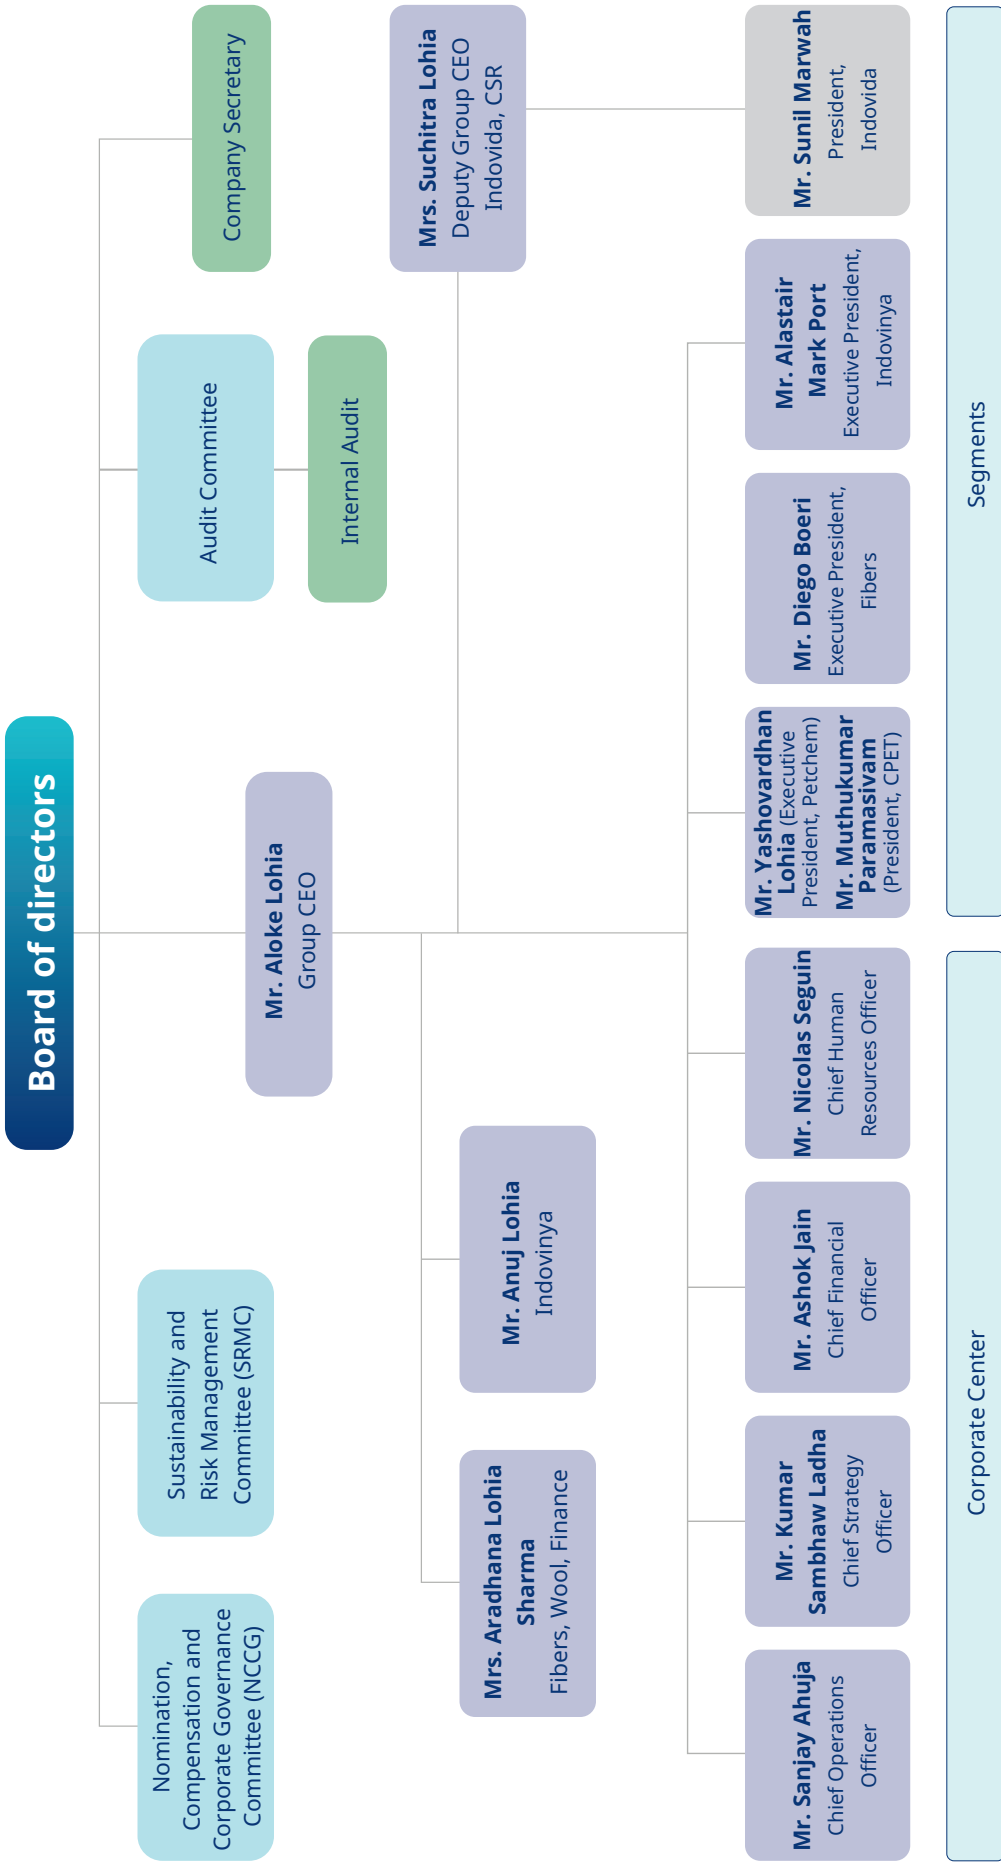 Board of directors
Nomination,
Compensation and
Corporate Governance
Committee (NCCG)
Sustainability and
Risk Management
Committee (SRMC)
Audit Committee
Company Secretary
Internal Audit
Mr. Aloke Lohia
Group CEO
Mrs. Suchitra Lohia
Deputy Group CEO
Indovida, CSR
Mrs. Aradhana Lohia
Sharma
Fibers, Wool, Finance
Mr. Anuj Lohia
Indovinya
Mr. Sanjay Ahuja
Chief Operations
Officer
Mr. Kumar
Sambhaw Ladha
Chief Strategy
Officer
Mr. Ashok Jain
Chief Financial
Officer
Mr. Nicolas Seguin
Chief Human
Resources Officer
Mr. Yashovardhan
Lohia (Executive
President, Petchem)
Mr. Muthukumar
Paramasivam
(President, CPET)
Mr. Diego Boeri
Executive President,
Fibers
Mr. Alastair
Mark Port
Executive President,
Indovinya
Mr. Sunil Marwah
President,
Indovida
Corporate Center
Segments